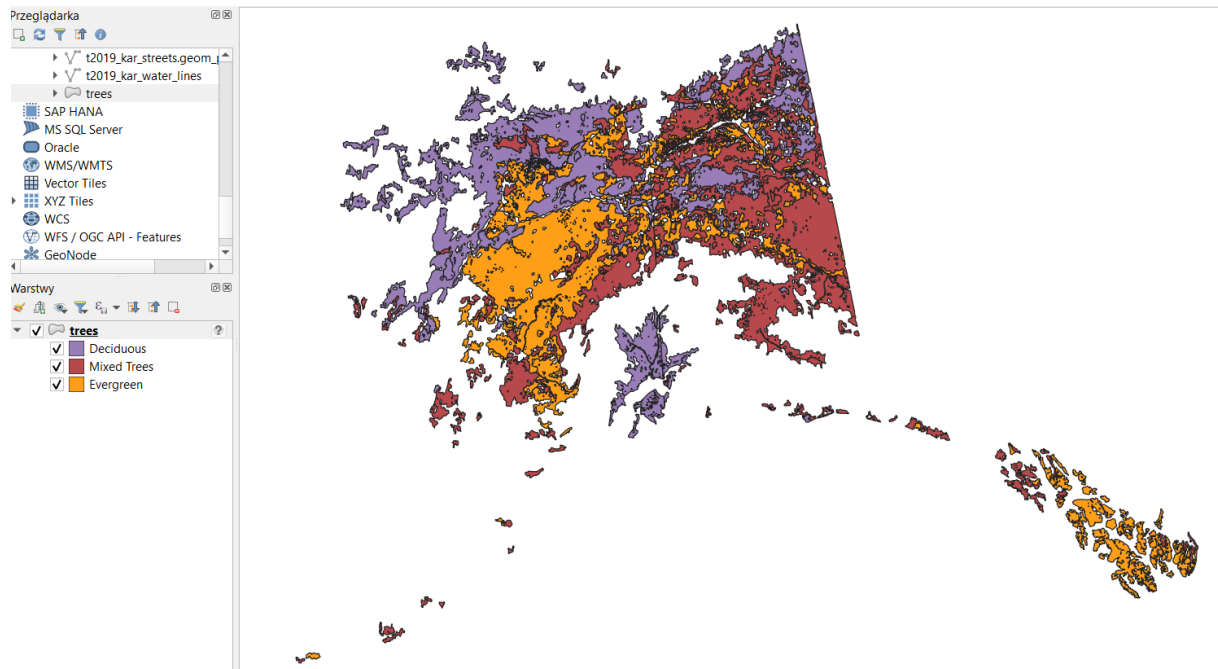 Przeglądarka
t2019_kar_streets.geom_p
t2019_kar_water_lines
trees
SAP HANA
MS SQL Server
Oracle
WMS/WMTS
Vector Tiles
XYZ Tiles
WCS
WFS / OGC API - Features
GeoNode
Warstwy
trees ?
Deciduous
Mixed Trees
Evergreen